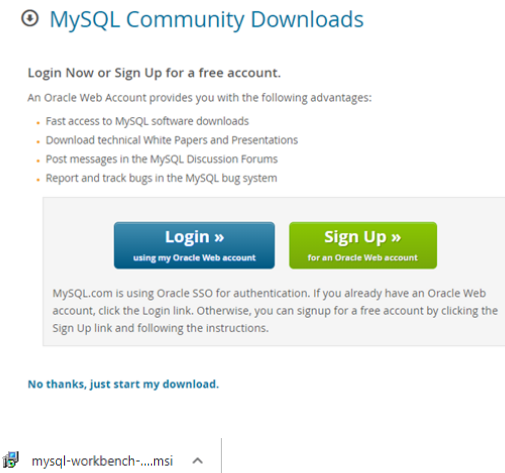 MySQL Community Downloads
Login Now or Sign Up for a free account.
An Oracle Web Account provides you with the following advantages:
Fast access to MySQL software downloads
Download technical White Papers and Presentations
Post messages in the MySQL Discussion Forums
Report and track bugs in the MySQL bug system
Login »
using my Oracle Web account
Sign Up »
for an Oracle Web account
MySQL.com is using Oracle SSO for authentication. If you already have an Oracle Web
account, click the Login link. Otherwise, you can signup for a free account by clicking the
Sign Up link and following the instructions.
No thanks, just start my download.
mysql-workbench-....msi